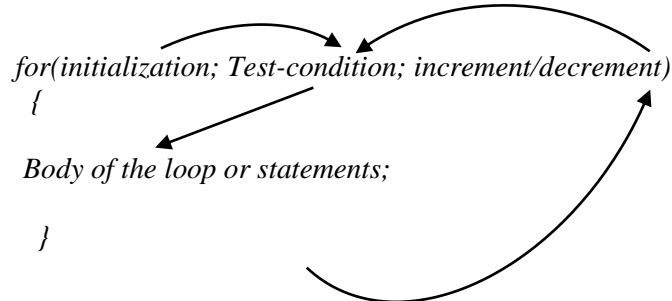 for(initialization; Test-condition; increment/decrement)
{
Body of the loop or statements;
}